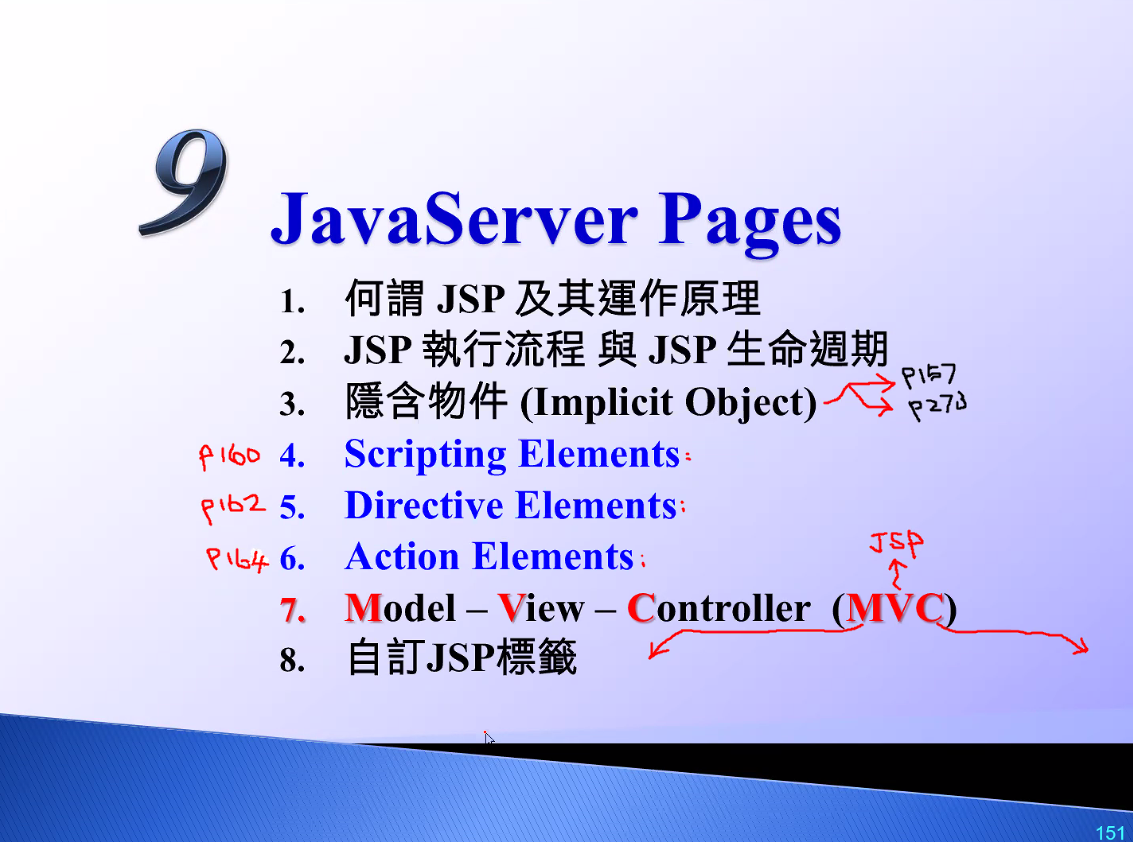 9
JavaServer Pages
1. 何謂 JSP 及其運作原理
2. JSP 執行流程 與 JSP 生命週期
3. 隱含物件 (Implicit Object)
P157
P160 4. Scripting Elements:
P162 5. Directive Elements:
P164 6. Action Elements:
JSP
7. Model – View – Controller (MVC)
8. 自訂JSP標籤
151